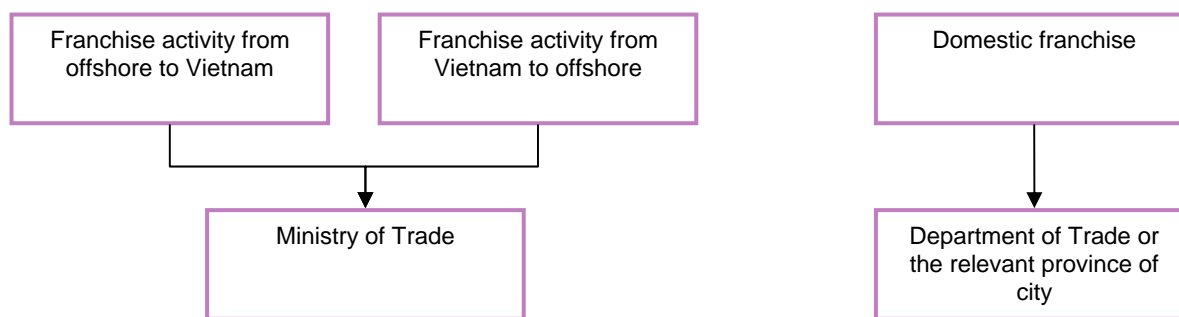 Franchise activity from
offshore to Vietnam
Franchise activity from
Vietnam to offshore
Domestic franchise
Ministry of Trade
Department of Trade or
the relevant province of
city